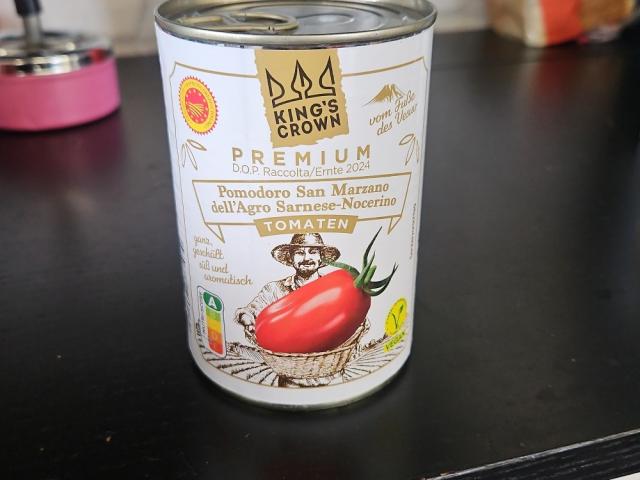 KING'S
CROWN
vom Fuße
des Vesuv
PREMIUM
D.O.P. Raccolta/Ernte 2024
Pomodoro San Marzano
dell'Agro Sarnese-Nocerino
TOMATEN
ganz,
geschält
süß und
aromatisch
A
V
VEGAN